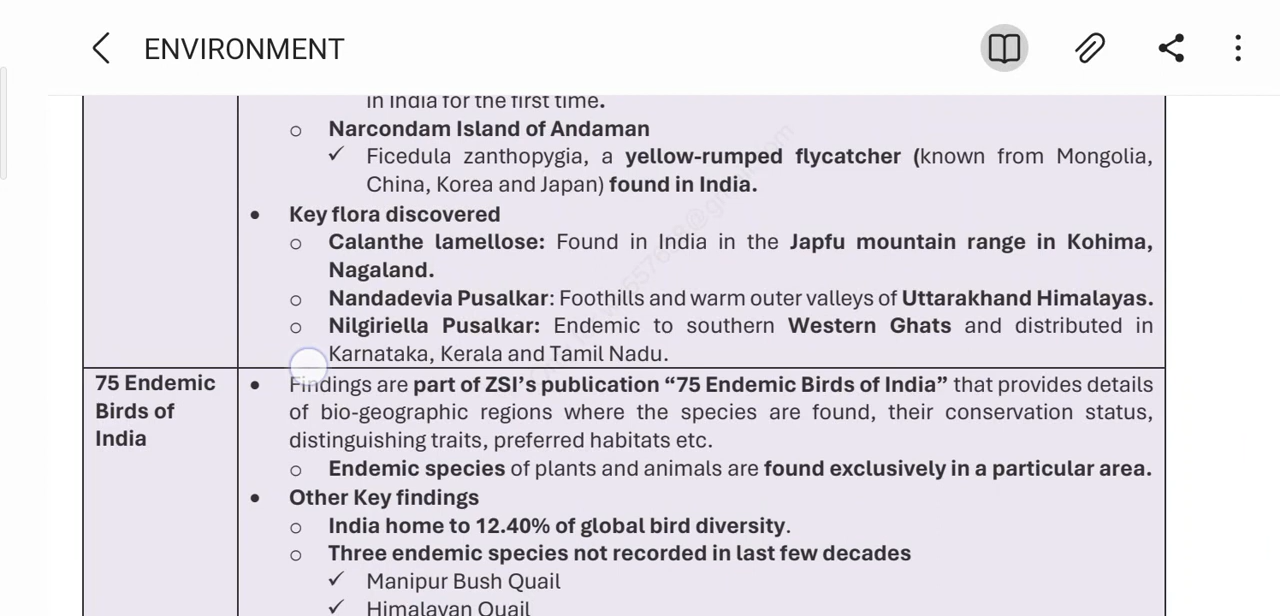 ENVIRONMENT
in India for the first time.
o Narcondam Island of Andaman
✓ Ficedula zanthopygia, a yellow-rumped flycatcher (known from Mongolia,
China, Korea and Japan) found in India.
• Key flora discovered
o Calanthe lamellose: Found in India in the Japfu mountain range in Kohima,
Nagaland.
o Nandadevia Pusalkar: Foothills and warm outer valleys of Uttarakhand Himalayas.
o Nilgiriella Pusalkar: Endemic to southern Western Ghats and distributed in
Karnataka, Kerala and Tamil Nadu.
75 Endemic
Birds of
India
• Findings are part of ZSI's publication “75 Endemic Birds of India” that provides details
of bio-geographic regions where the species are found, their conservation status,
distinguishing traits, preferred habitats etc.
o Endemic species of plants and animals are found exclusively in a particular area.
• Other Key findings
o India home to 12.40% of global bird diversity.
o Three endemic species not recorded in last few decades
✓ Manipur Bush Quail
✓ Himalayan Quail